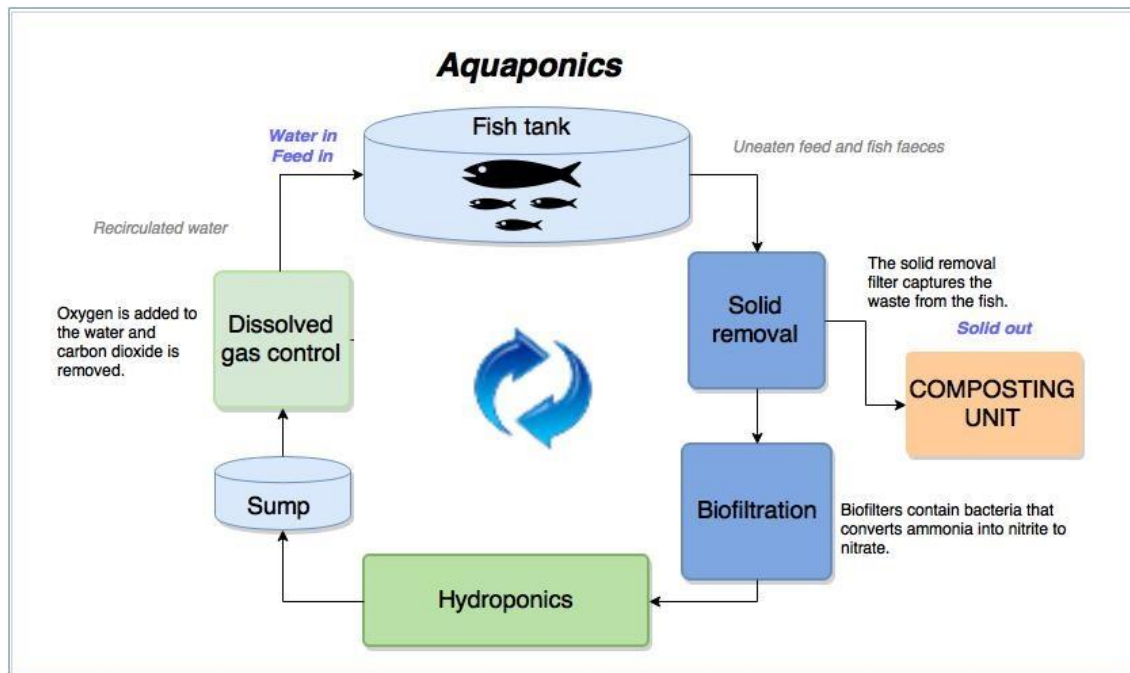 Aquaponics
Fish tank
Water in
Feed in
Uneaten feed and fish faeces
Recirculated water
The solid removal
filter captures the
waste from the fish.
Solid out
Oxygen is added to
the water and
carbon dioxide is
removed.
Dissolved
gas control
Solid
removal
COMPOSTING
UNIT
Sump
Biofiltration
Biofilters contain bacteria that
converts ammonia into nitrite to
nitrate.
Hydroponics